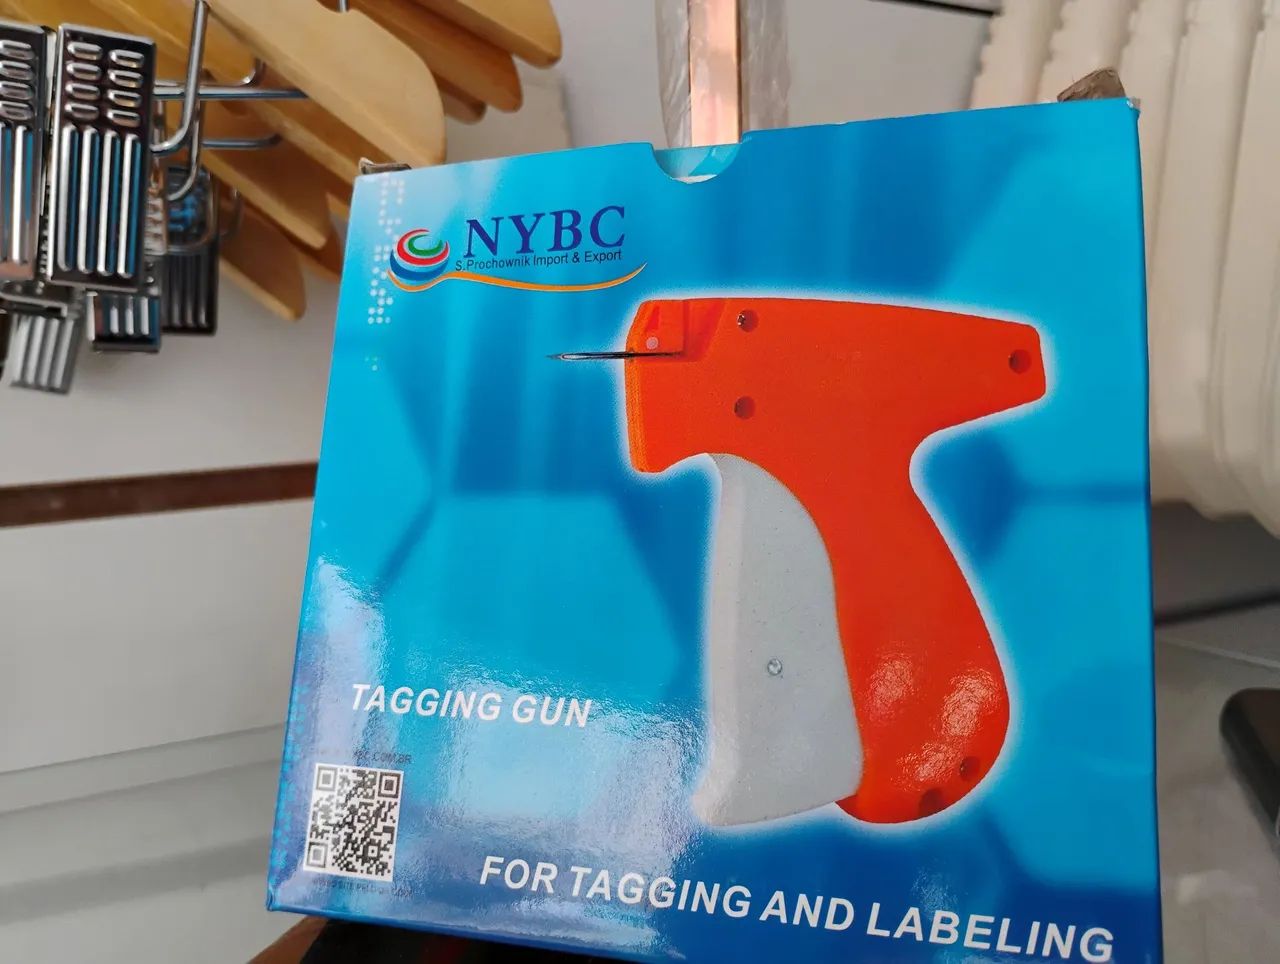 NYBC
S.Prochownik Import & Export
TAGGING GUN
FOR TAGGING AND LABELING